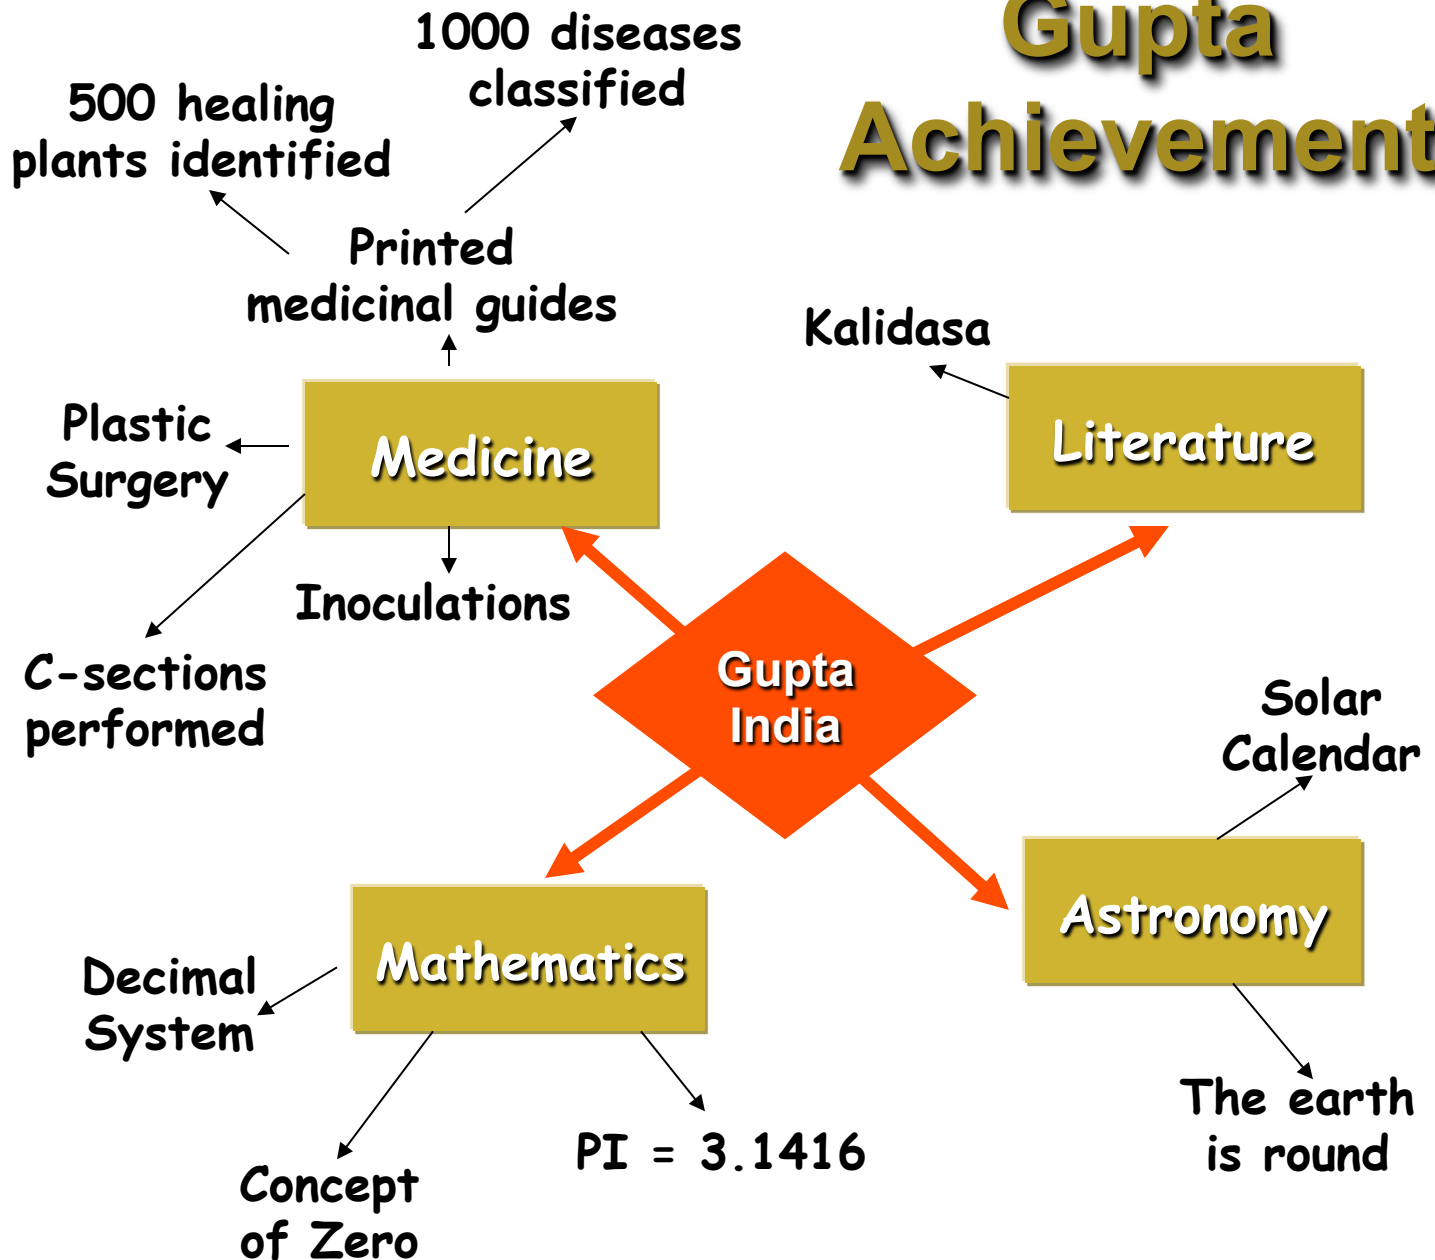 Gupta
Achievement
1000 diseases
classified
500 healing
plants identified
Printed
medicinal guides
Kalidasa
Plastic
Surgery
Medicine
Literature
Inoculations
C-sections
performed
Gupta
India
Solar
Calendar
Astronomy
Mathematics
Decimal
System
The earth
is round
PI = 3.1416
Concept
of Zero